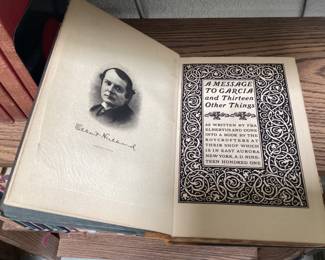 Elbert Hubbard
A MESSAGE
TO GARCIA
and Thirteen
Other Things
AS WRITTEN BY FRA
ELBERTUS AND DONE
INTO A BOOK BY THE
ROYCROFTERS AT
THEIR SHOP WHICH
IS IN EAST AURORA
NEW YORK, A.D. NINE-
TEEN HUNDRED ONE